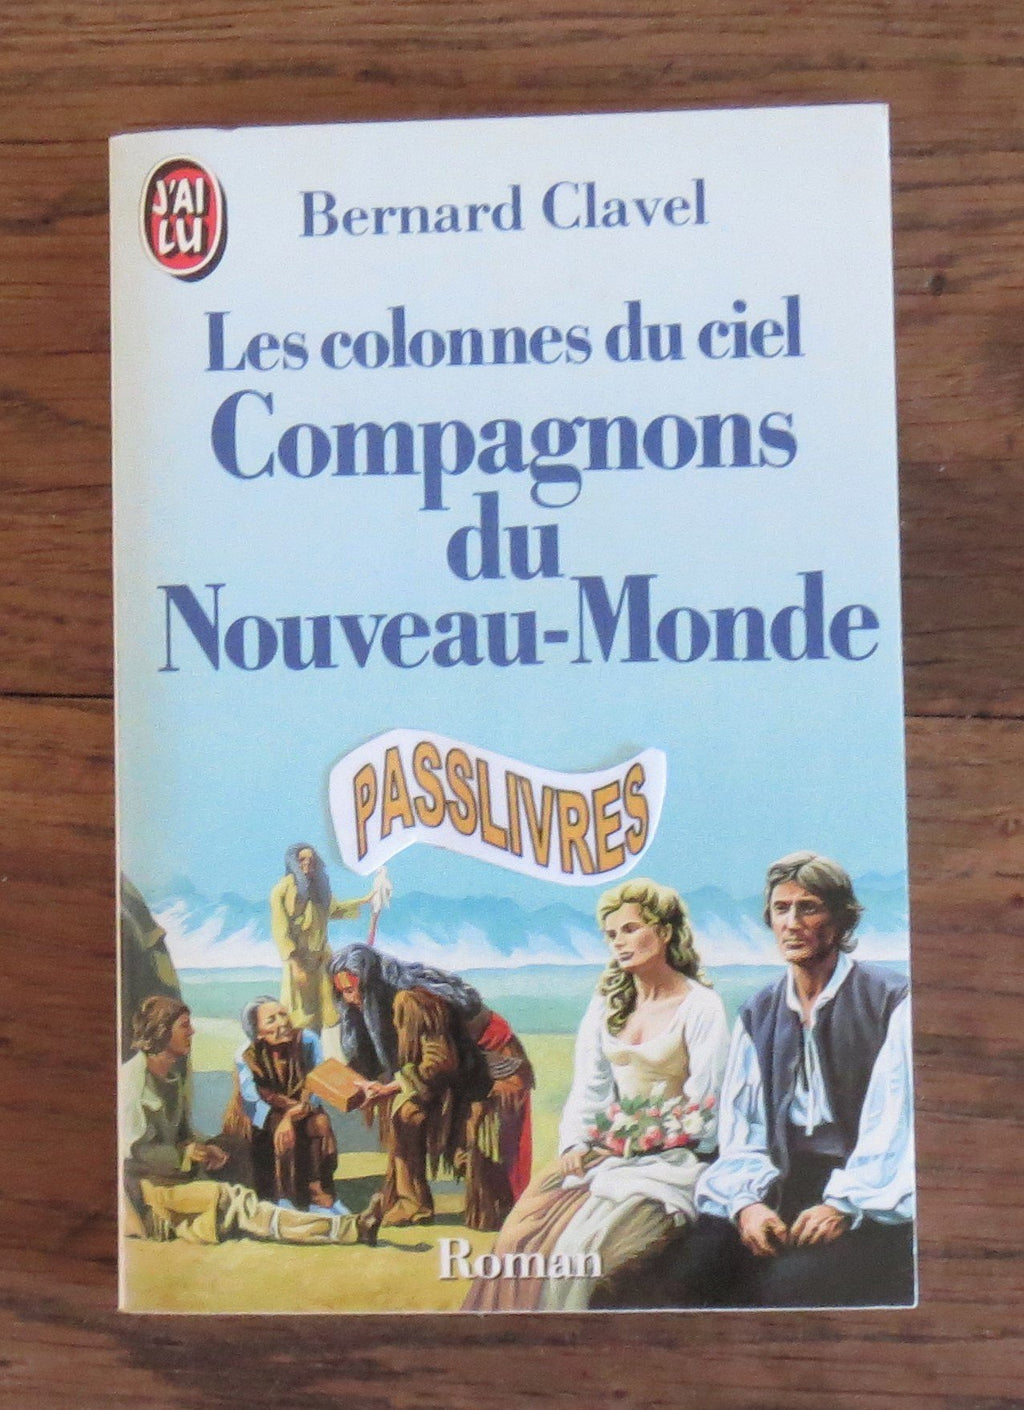 J'AI
LU
Bernard Clavel
Les colonnes du ciel
Compagnons
du
Nouveau-Monde
PASSLIVRES
Roman